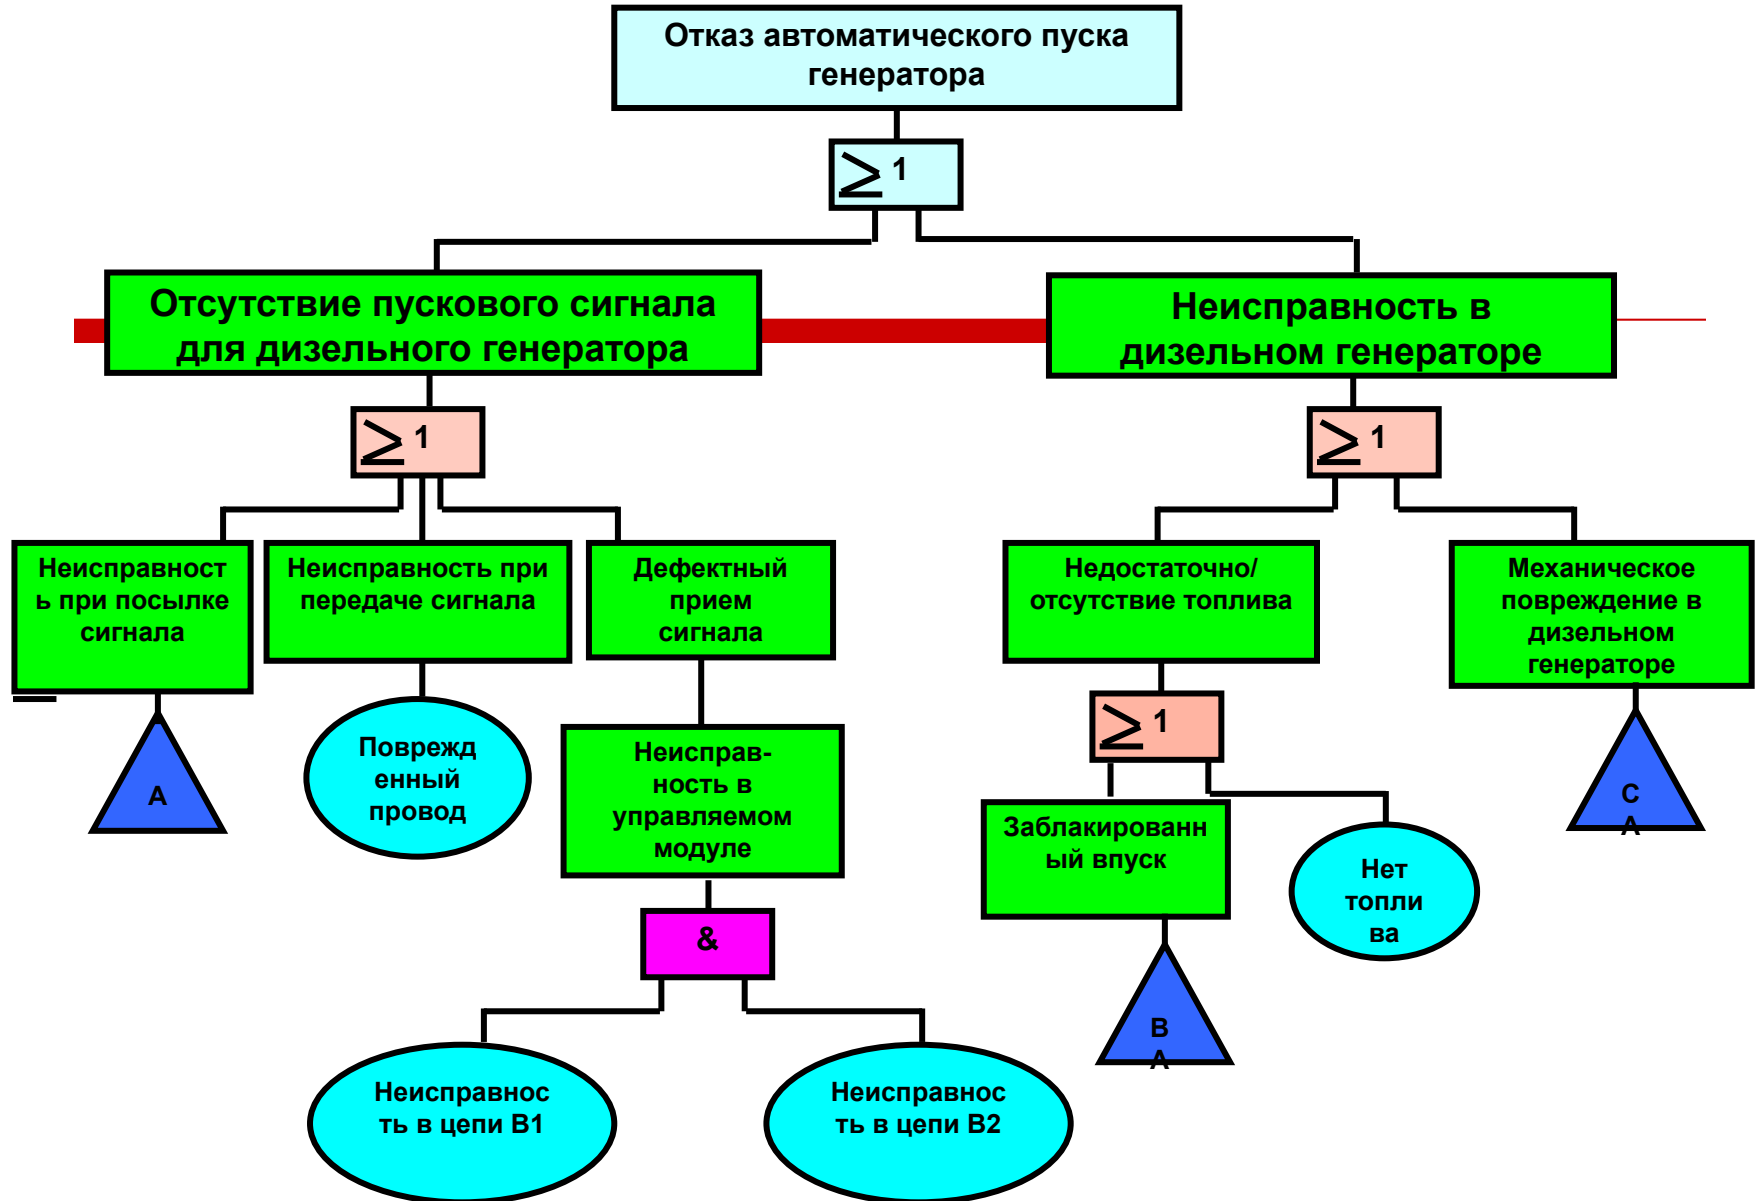 Отказ автоматического пуска
генератора
≥ 1
Отсутствие пускового сигнала
для дизельного генератора
Неисправность в
дизельном генераторе
≥ 1
≥ 1
Неисправност
ь при посылке
сигнала
Неисправность при
передаче сигнала
Дефектный
прием
сигнала
Недостаточно/
отсутствие топлива
Механическое
повреждение в
дизельном
генераторе
≥ 1
А
Поврежд
енный
провод
Неисправ-
ность в
управляемом
модуле
Заблакированн
ый впуск
Нет
топли
ва
С
А
&
В
А
Неисправнос
ть в цепи В1
Неисправнос
ть в цепи В2